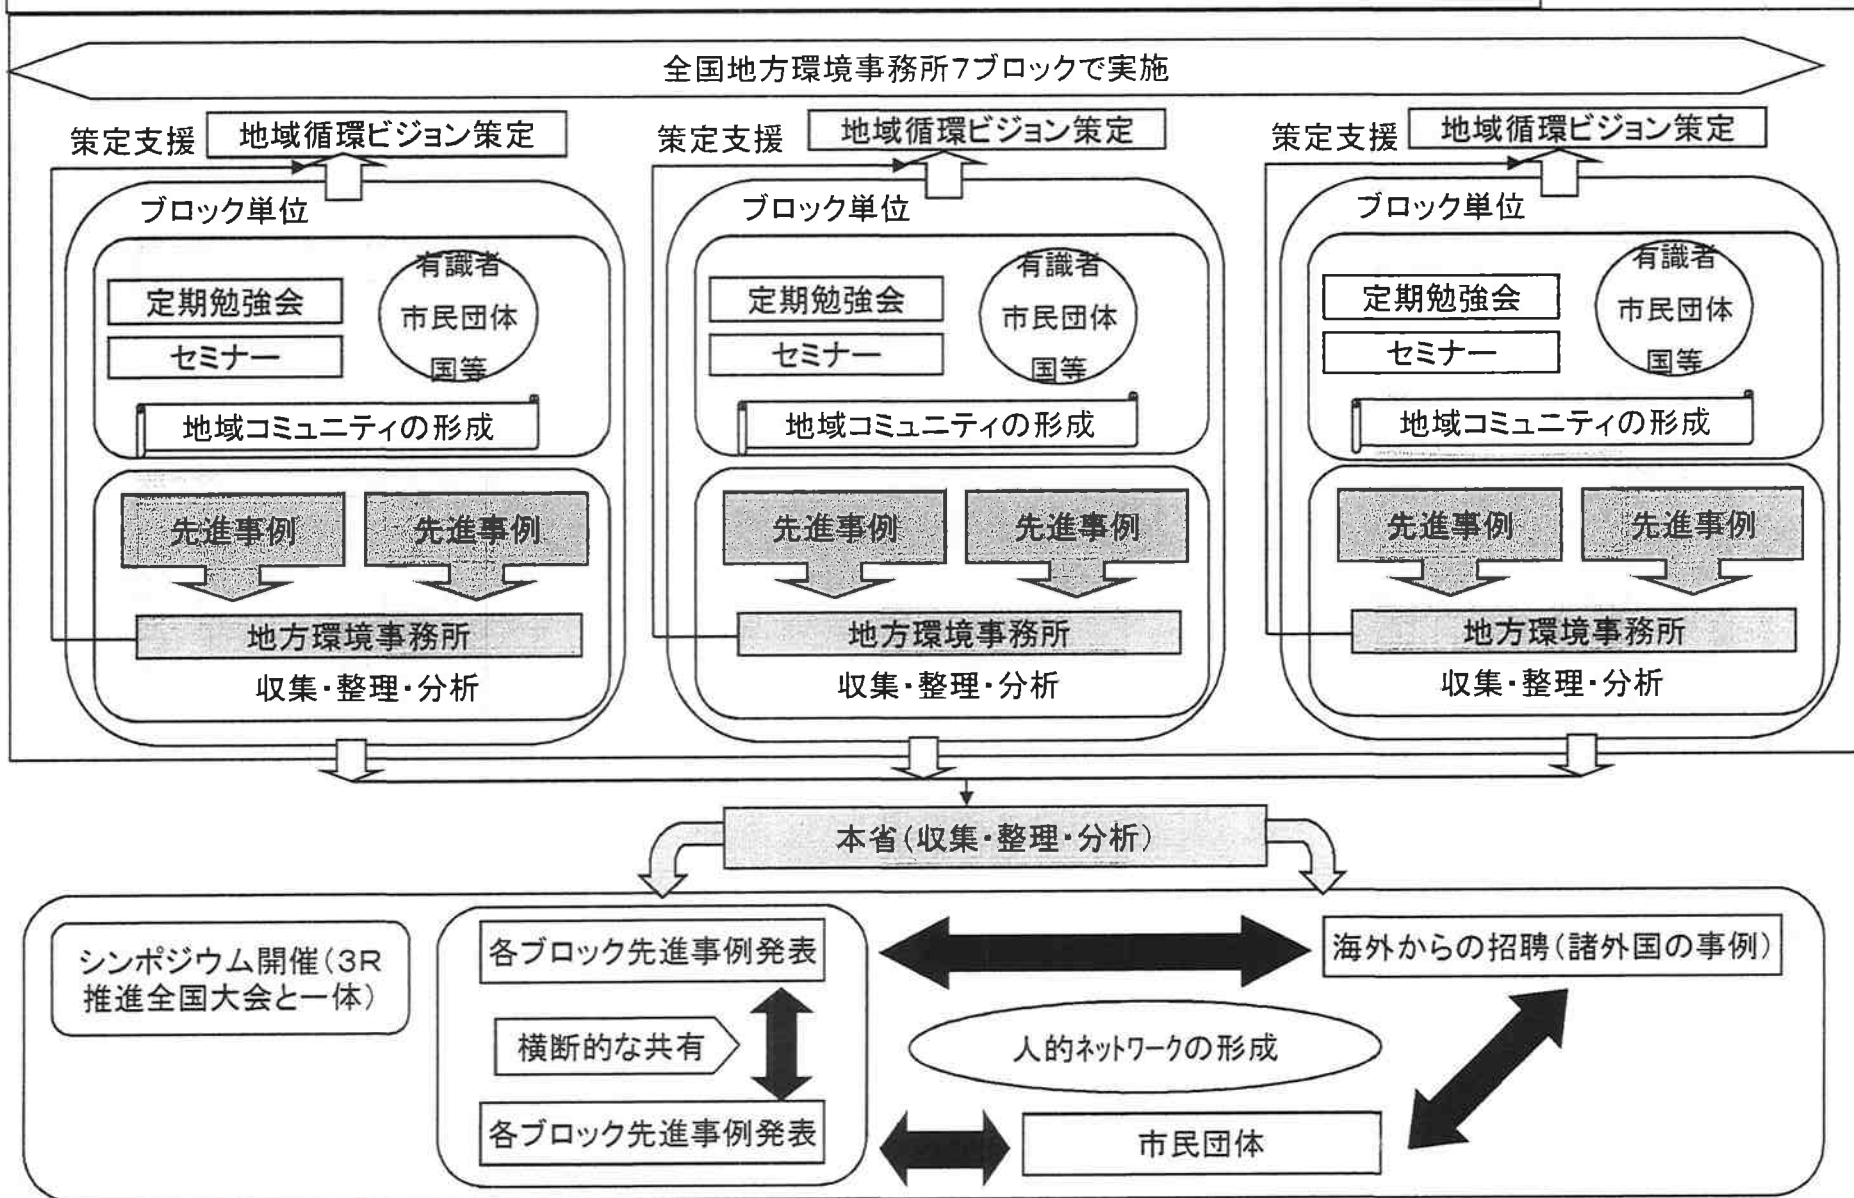 全国地方環境事務所7ブロックで実施
策定支援
地域循環ビジョン策定
ブロック単位
定期勉強会
セミナー
有識者
市民団体
国等
地域コミュニティの形成
先進事例
先進事例
地方環境事務所
収集・整理・分析
策定支援
地域循環ビジョン策定
ブロック単位
定期勉強会
セミナー
有識者
市民団体
国等
地域コミュニティの形成
先進事例
先進事例
地方環境事務所
収集・整理・分析
策定支援
地域循環ビジョン策定
ブロック単位
定期勉強会
セミナー
有識者
市民団体
国等
地域コミュニティの形成
先進事例
先進事例
地方環境事務所
収集・整理・分析
本省(収集・整理・分析)
シンポジウム開催(3R
推進全国大会と一体)
各ブロック先進事例発表
横断的な共有
各ブロック先進事例発表
海外からの招聘(諸外国の事例)
人的ネットワークの形成
市民団体